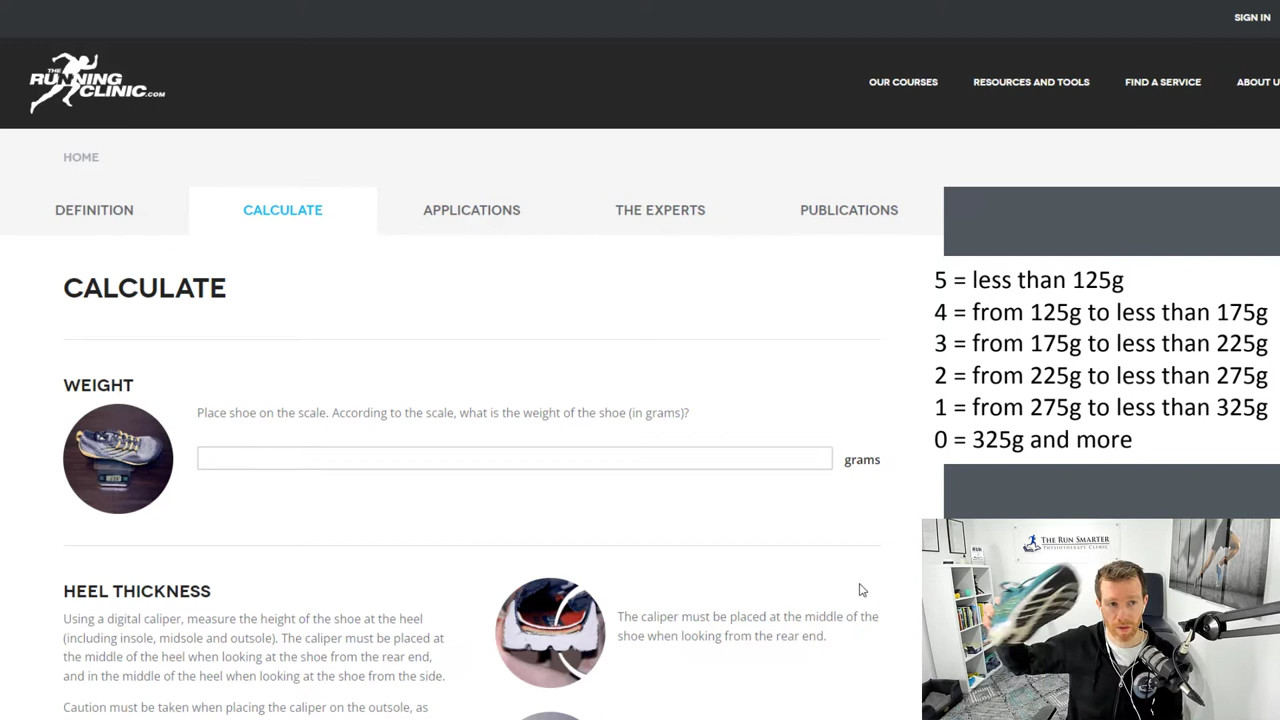 SIGN IN
THE
RUNNING
CLINIC.COM
OUR COURSES
RESOURCES AND TOOLS
FIND A SERVICE
ABOUT U
HOME
DEFINITION
CALCULATE
APPLICATIONS
THE EXPERTS
PUBLICATIONS
CALCULATE
5 = less than 125g
4 = from 125g to less than 175g
3 = from 175g to less than 225g
2 = from 225g to less than 275g
1 = from 275g to less than 325g
0 = 325g and more
WEIGHT
Place shoe on the scale. According to the scale, what is the weight of the shoe (in grams)?
grams
HEEL THICKNESS
Using a digital caliper, measure the height of the shoe at the heel
(including insole, midsole and outsole). The caliper must be placed at
the middle of the heel when looking at the shoe from the rear end,
and in the middle of the heel when looking at the shoe from the side.
Caution must be taken when placing the caliper on the outsole, as
The caliper must be placed at the middle of the
shoe when looking from the rear end.
THE RUN SMARTER
PHYSIOTHERAPY CLINIC